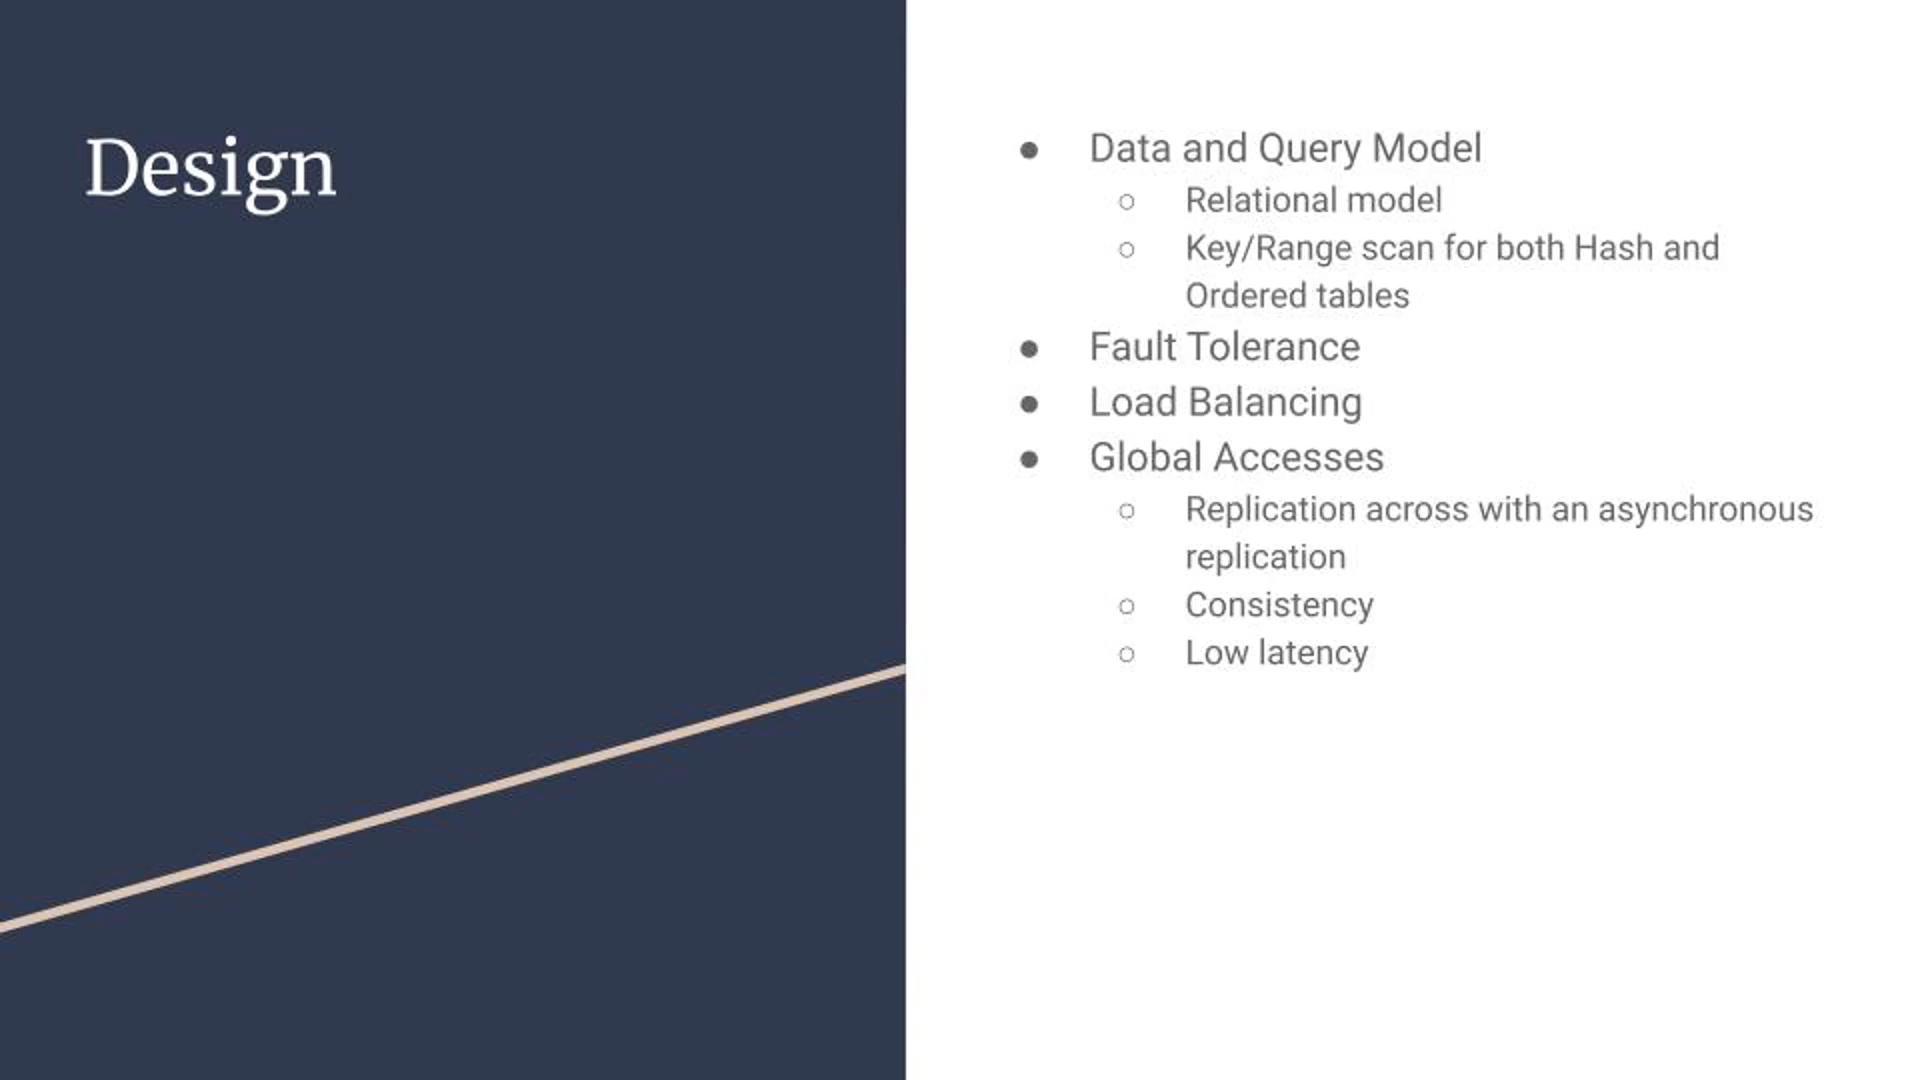 Design
● Data and Query Model
○ Relational model
○ Key/Range scan for both Hash and
Ordered tables
● Fault Tolerance
● Load Balancing
● Global Accesses
○ Replication across with an asynchronous
replication
○ Consistency
○ Low latency